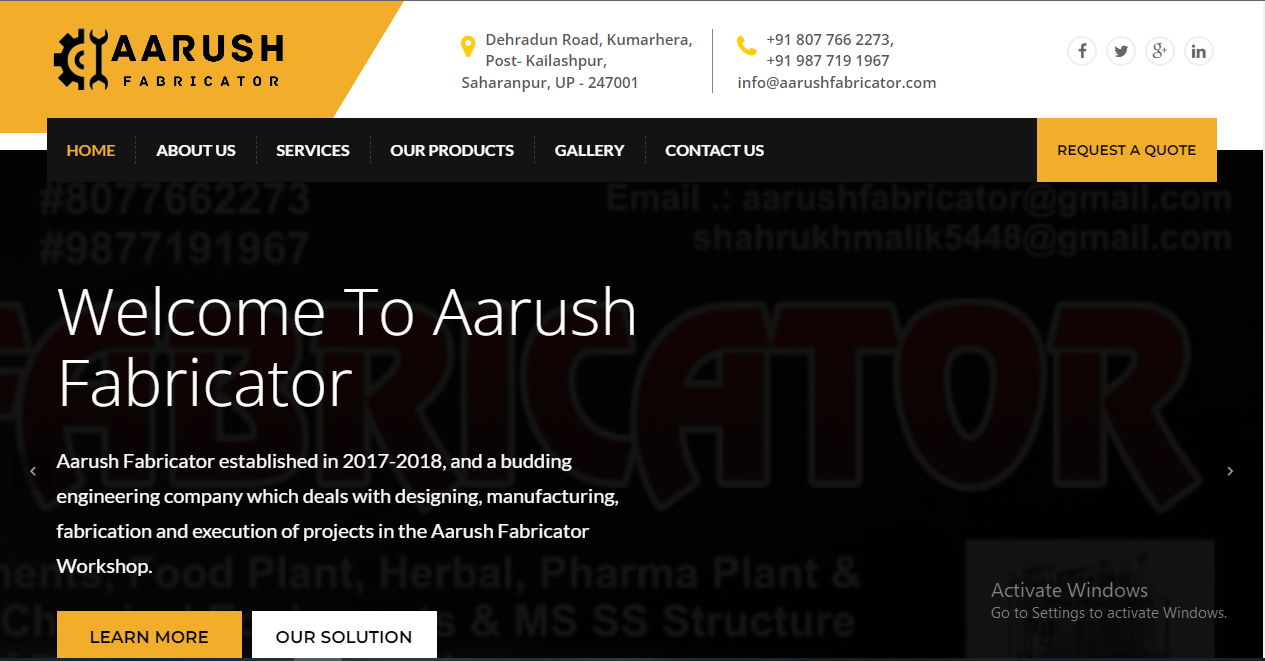 AARUSH
FABRICATOR
Dehradun Road, Kumarhera,
Post- Kailashpur,
Saharanpur, UP - 247001
+91 807 766 2273,
+91 987 719 1967
info@aarushfabricator.com
HOME ABOUT US SERVICES OUR PRODUCTS GALLERY CONTACT US REQUEST A QUOTE
#8077662273
#9877191967
Email .: aarushfabricator@gmail.com
shahrukhmalik5448@gmail.com
FABRICATOR
Welcome To Aarush
Fabricator
Aarush Fabricator established in 2017-2018, and a budding
engineering company which deals with designing, manufacturing,
fabrication and execution of projects in the Aarush Fabricator
Workshop.
Food Plant, Herbal, Pharma Plant &
& MS SS Structure
LEARN MORE OUR SOLUTION
Activate Windows
Go to Settings to activate Windows.